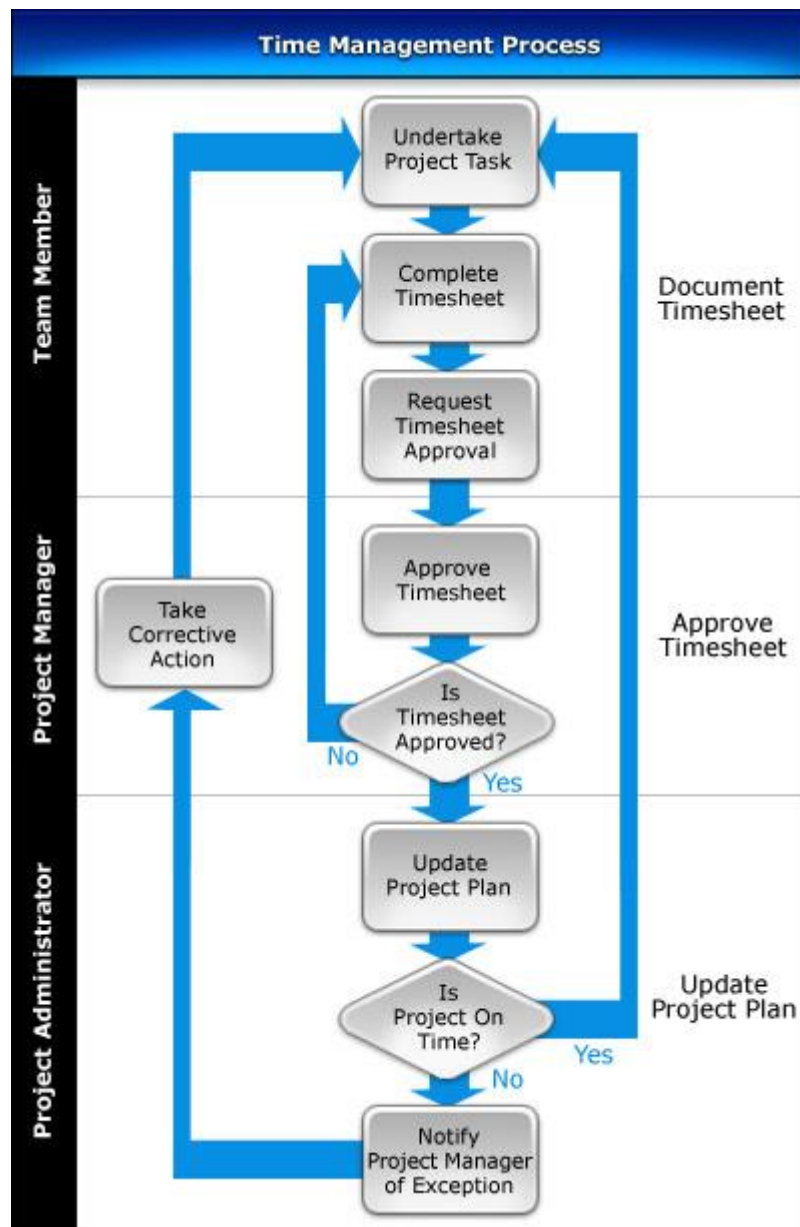 Time Management Process
Team Member
Undertake
Project Task
Complete
Timesheet
Document
Timesheet
Request
Timesheet
Approval
Project Manager
Approve
Timesheet
Take
Corrective
Action
Approve
Timesheet
Is
Timesheet
Approved?
No
Yes
Project Administrator
Update
Project Plan
Is
Project On
Time?
Update
Project Plan
Yes
No
Notify
Project Manager
of Exception